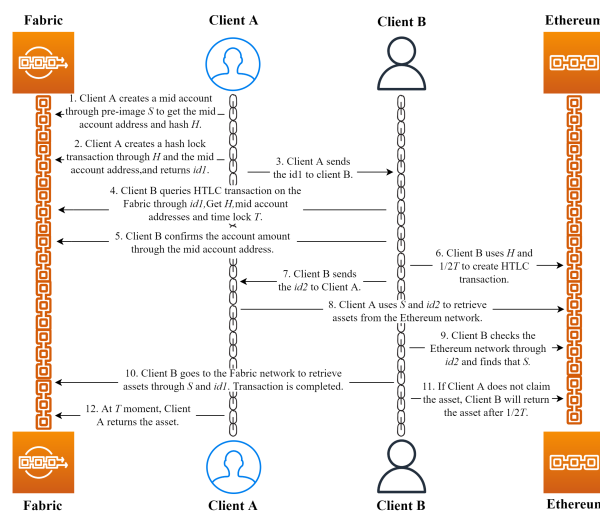 Fabric
Client A
Client B
Ethereum
1. Client A creates a mid account
through pre-image S to get the mid
account address and hash H.
2. Client A creates a hash lock
transaction through H and the mid
account address,and returns id1.
3. Client A sends
the id1 to client B.
4. Client B queries HTLC transaction on the
Fabric through id1,Get H,mid account
addresses and time lock T.
5. Client B confirms the account amount
through the mid account address.
6. Client B uses H and
1/2T to create HTLC
transaction.
7. Client B sends
the id2 to Client A.
8. Client A uses S and id2 to retrieve
assets from the Ethereum network.
9. Client B checks the
Ethereum network through
id2 and finds that S.
10. Client B goes to the Fabric network to retrieve
assets through S and id1. Transaction is completed.
11. If Client A does not claim
the asset, Client B will return
the asset after 1/2T.
12. At T moment, Client
A returns the asset.
Fabric
Client A
Client B
Ethereum